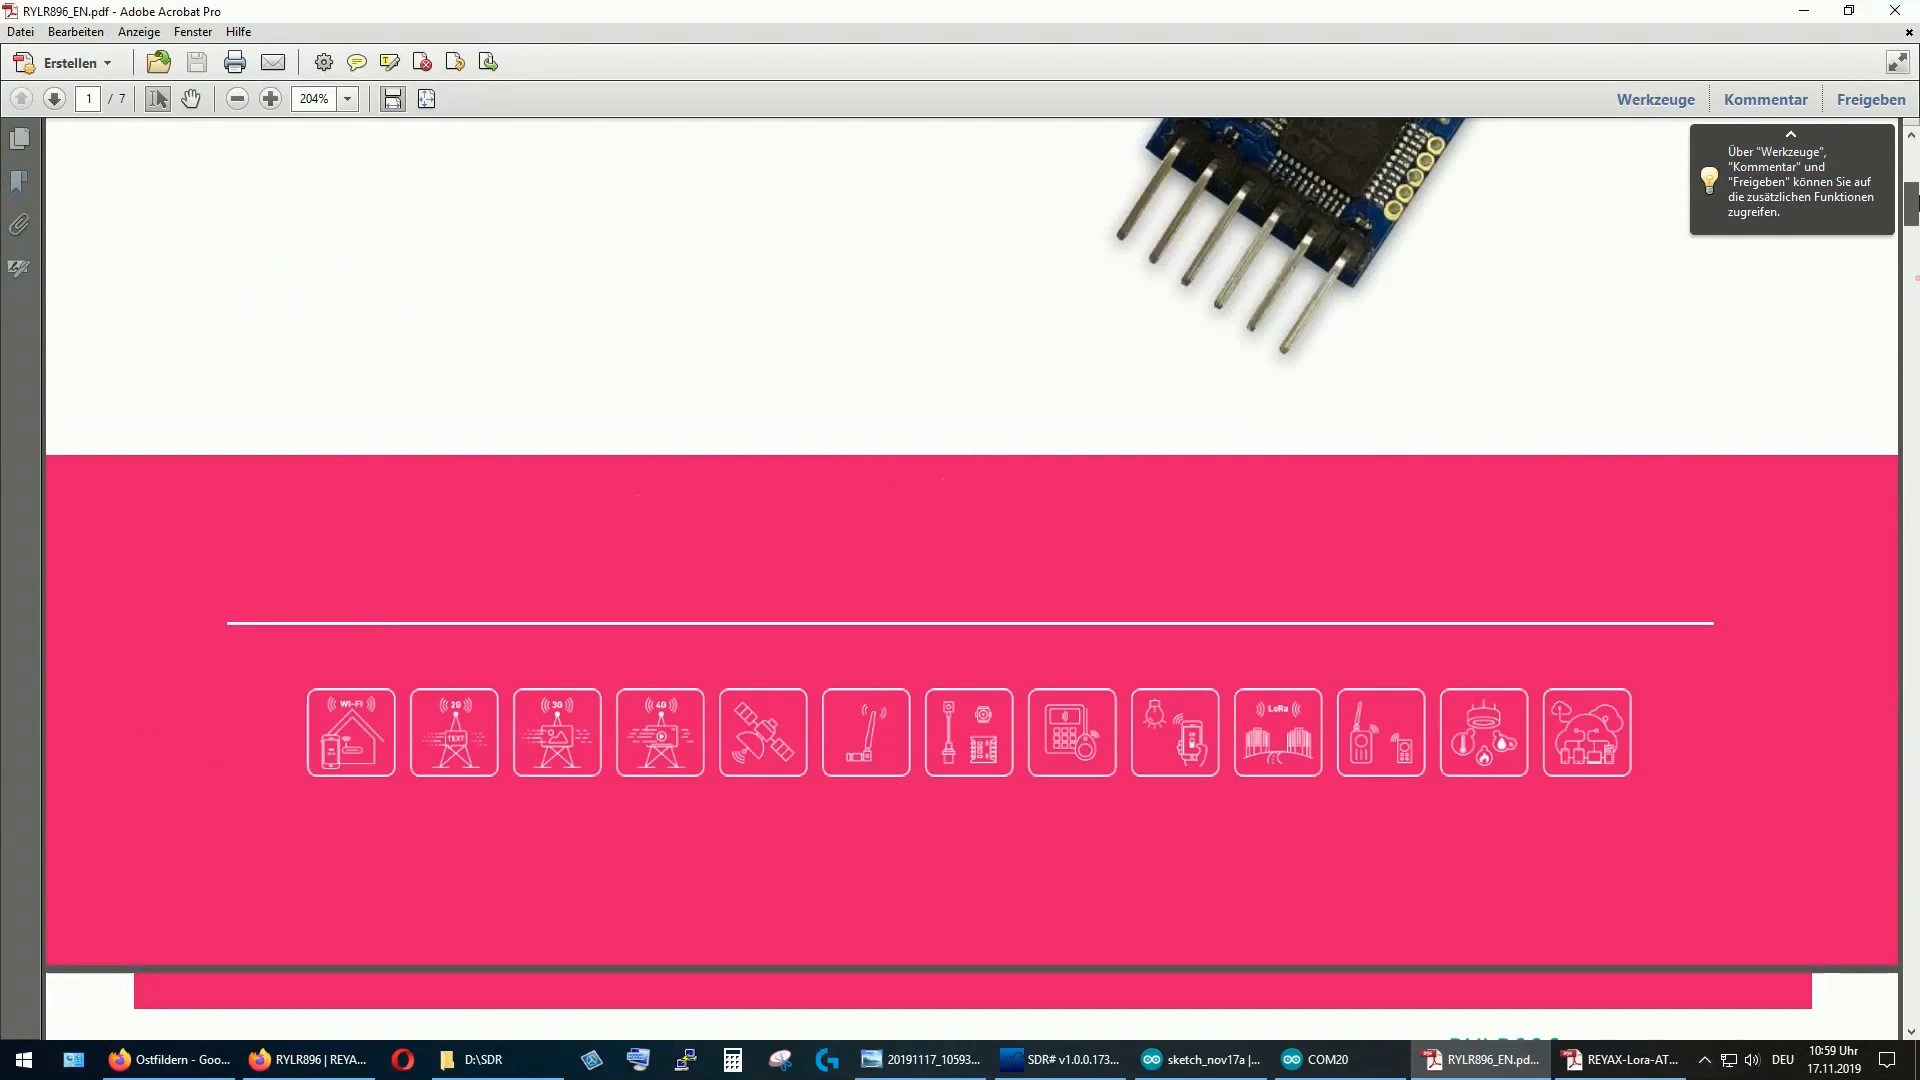 RYLR896_EN.pdf - Adobe Acrobat Pro
Datei Bearbeiten Anzeige Fenster Hilfe
Erstellen
1 / 7 204% Werkzeuge Kommentar Freigeben
Über "Werkzeuge",
"Kommentar" und
"Freigeben" können Sie auf
die zusätzlichen Funktionen
zugreifen.
WI-FI 2G 3G 4G LoRa
TEXT
Ostfildern - Goo... RYLR896 | REYA... D:\SDR 20191117_10593... SDR# v1.0.0.173... sketch_nov17a |... COM20 RYLR896_EN.pd... REYAX-Lora-AT... DEU 10:59 Uhr
17.11.2019